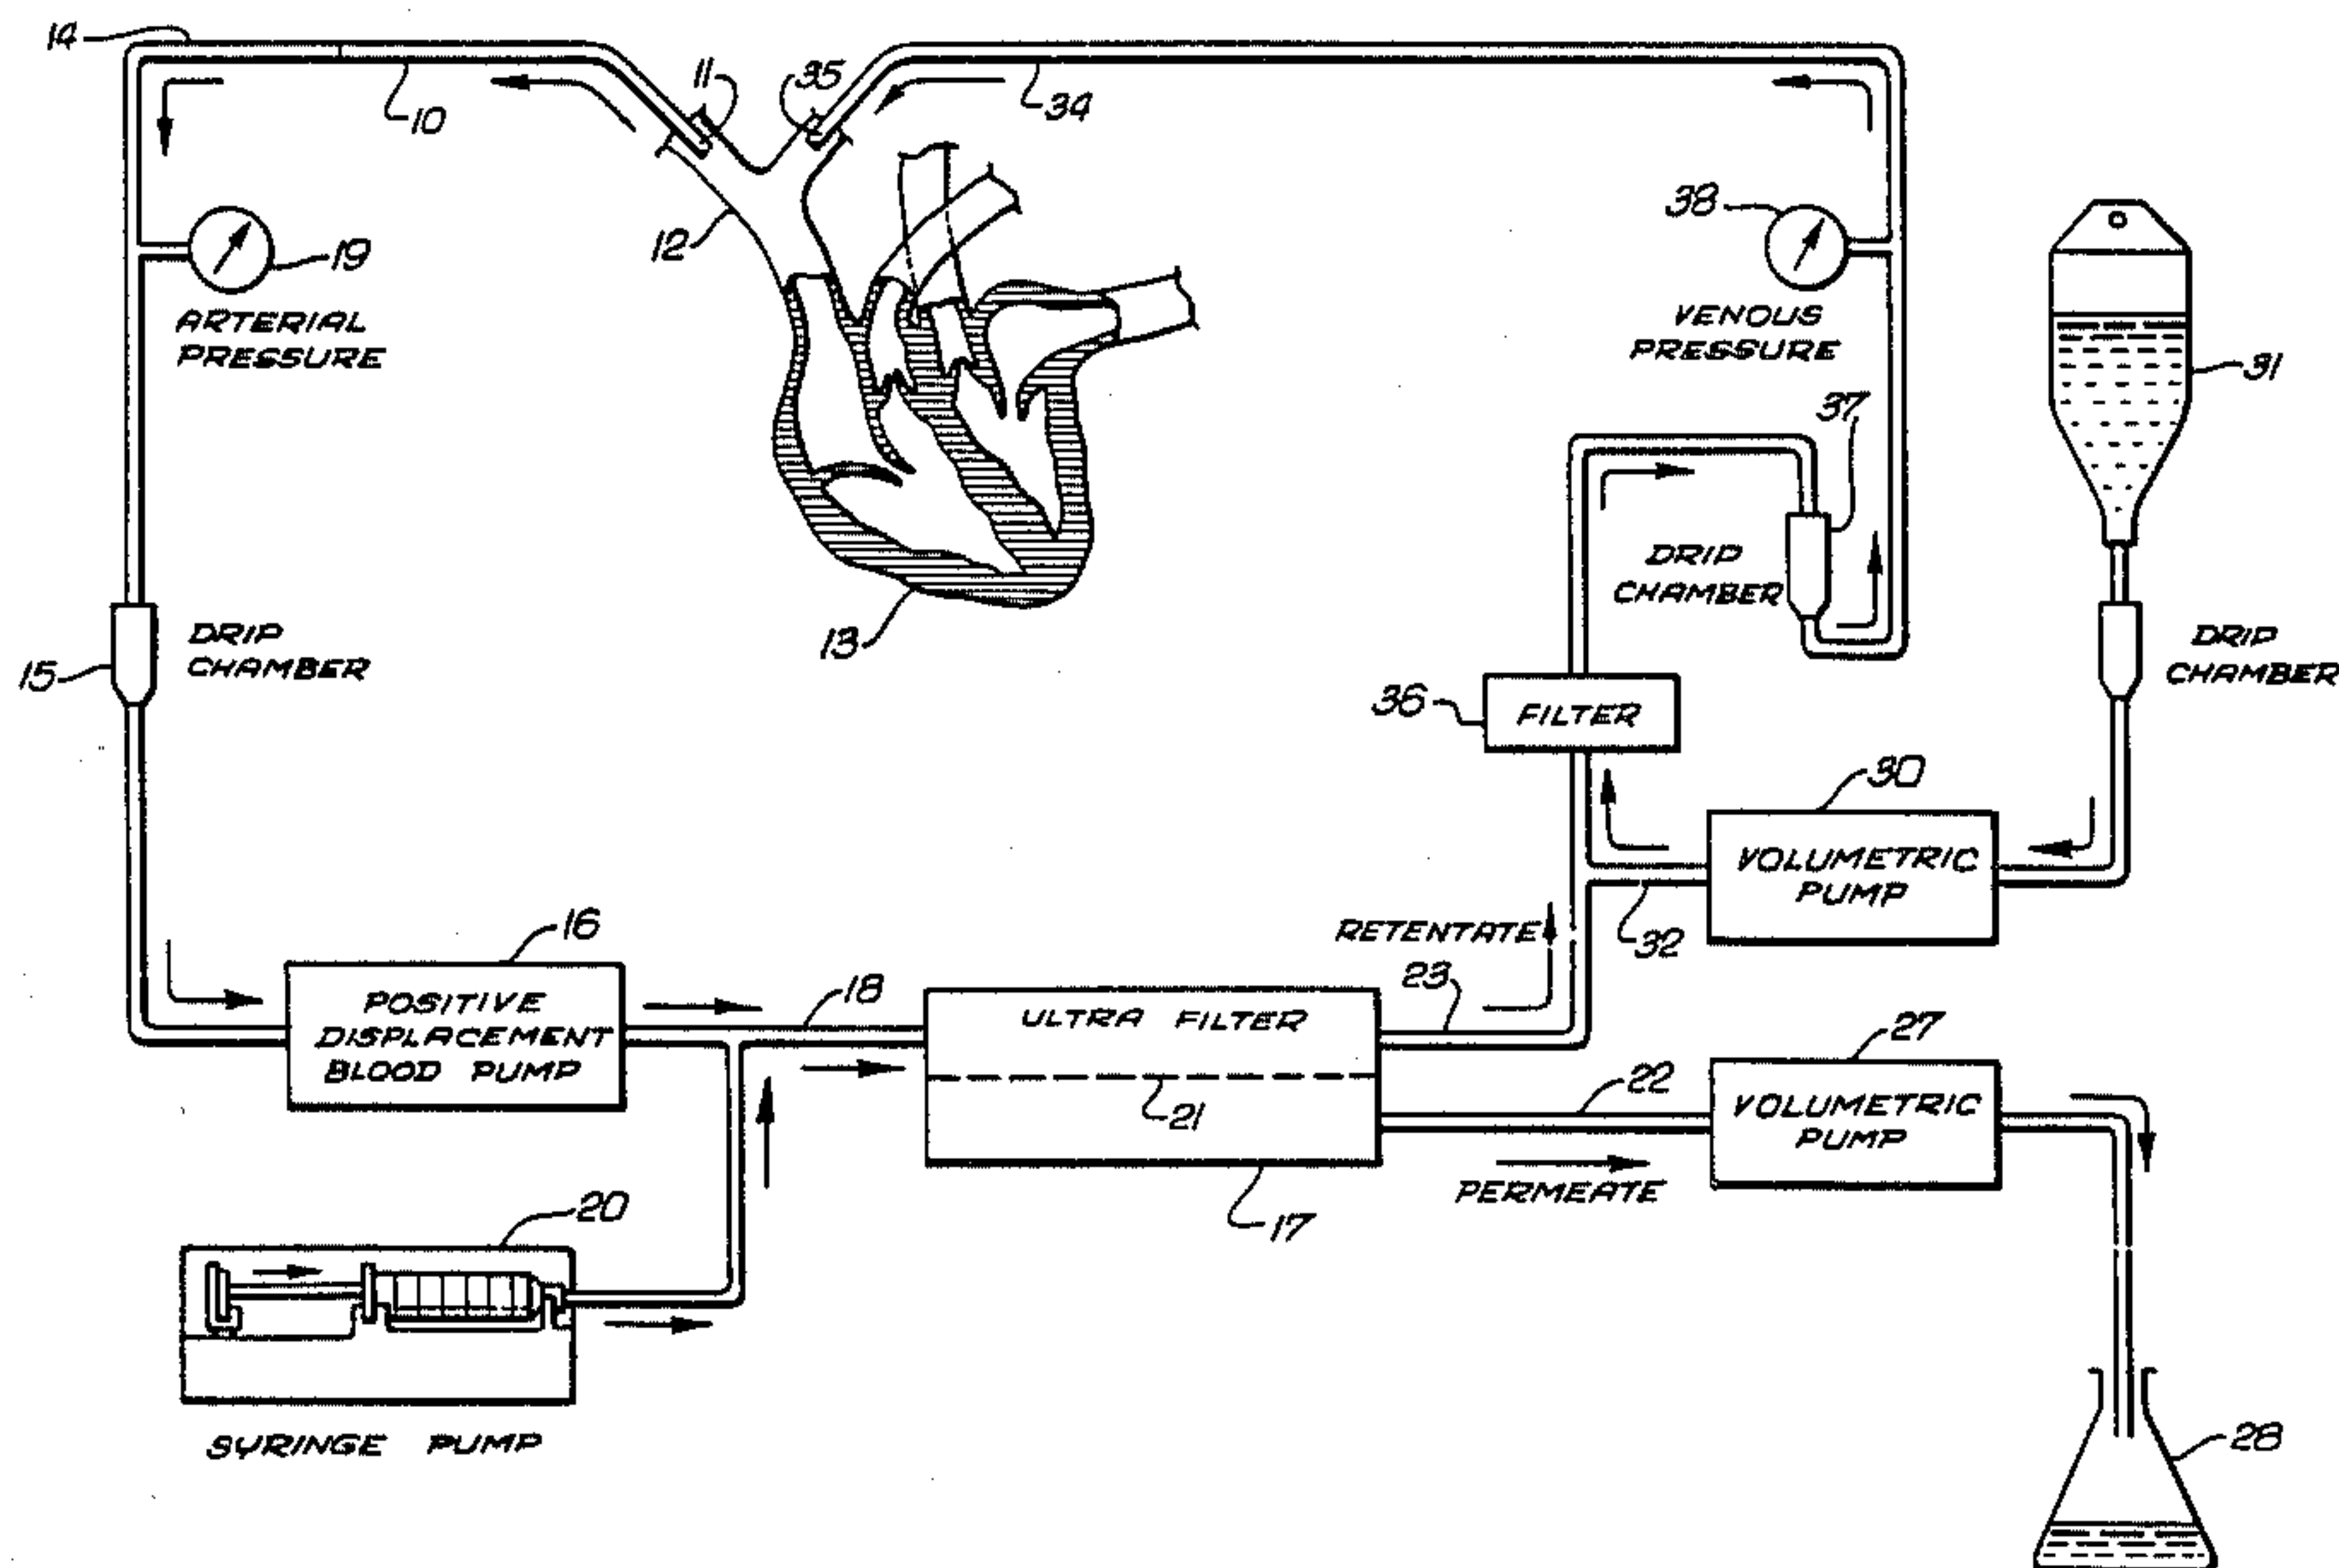 14
10
11
35
34
12
19
ARTERIAL
PRESSURE
38
VENOUS
PRESSURE
31
37
DRIP
CHAMBER
13
15
DRIP
CHAMBER
DRIP
CHAMBER
36
FILTER
30
VOLUMETRIC
PUMP
32
RETENTATE
23
16
POSITIVE
DISPLACEMENT
BLOOD PUMP
18
ULTRA FILTER
21
17
22
PERMEATE
27
VOLUMETRIC
PUMP
20
SYRINGE PUMP
28